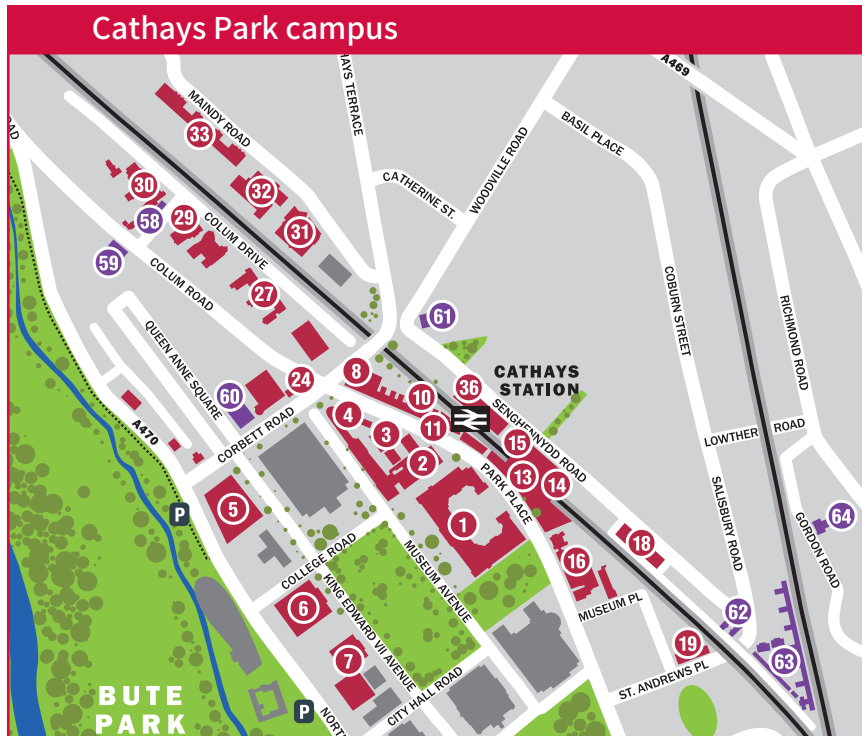 Cathays Park campus
A469
HAYS TERRACE
MAINDY ROAD
ROAD
33
BASIL PLACE
WOODVILLE ROAD
CATHERINE ST.
32
30
58
29
31
COLUM DRIVE
59
COLUM ROAD
27
COBURN STREET
RICHMOND ROAD
61
QUEEN ANNE SQUARE
CATHAYS
STATION
8
24
10
36
60
A470
CORBETT ROAD
4
11
SENGHENNYDD ROAD
3
15
LOWTHER ROAD
2
13
14
PARK PLACE
SALISBURY ROAD
P
5
1
64
GORDON ROAD
18
COLLEGE ROAD
MUSEUM AVENUE
16
6
MUSEUM PL
62
KING EDWARD VII AVENUE
19
7
63
ST. ANDREWS PL
CITY HALL ROAD
BUTE
PARK
P
NORT